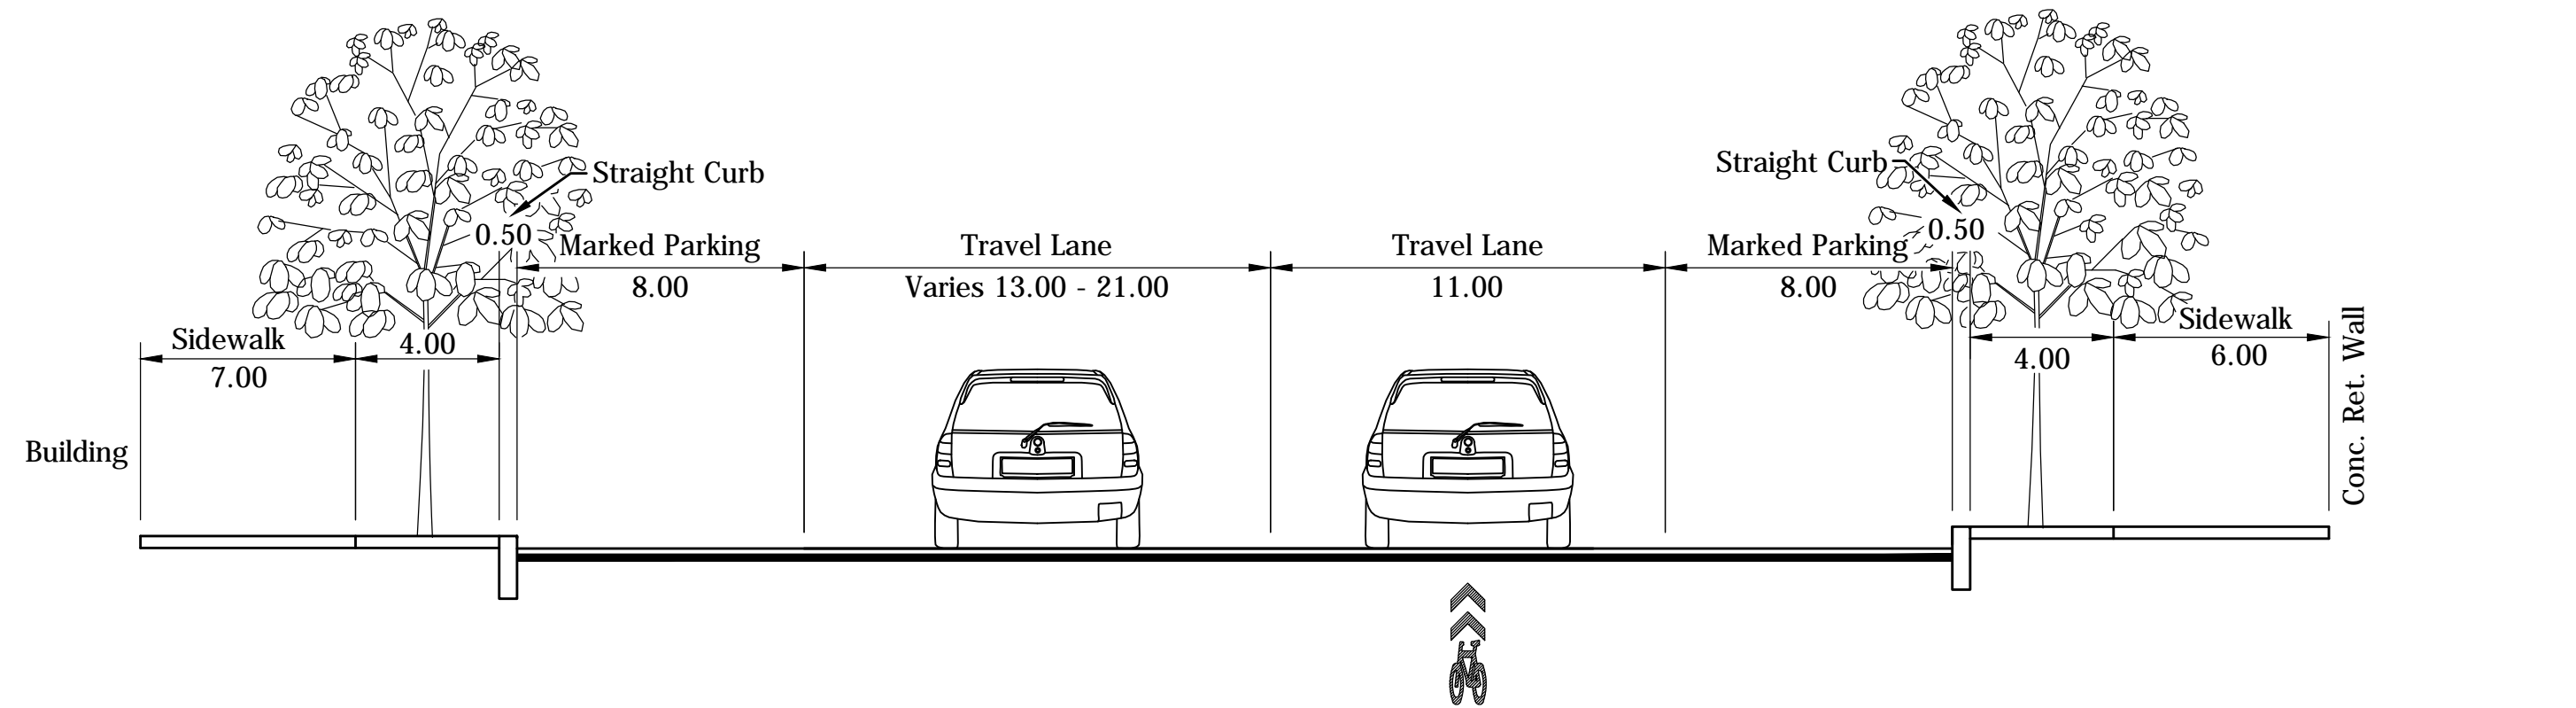 Straight Curb
Straight Curb
0.50
0.50
Marked Parking
8.00
Travel Lane
Varies 13.00 - 21.00
Travel Lane
11.00
Marked Parking
8.00
Sidewalk
7.00
4.00
4.00
Sidewalk
6.00
Building
Conc. Ret. Wall